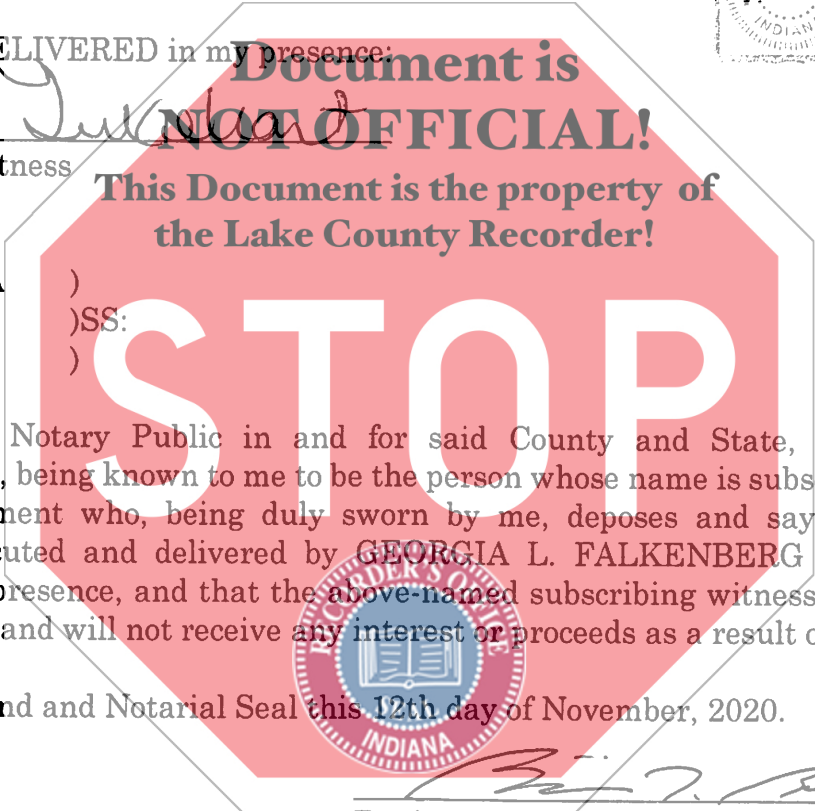 INDIANA
ELIVERED in my presence:
Document is
NOT OFFICIAL!
tness
This Document is the property of
the Lake County Recorder!
)
)SS:
)
STOP
Notary Public in and for said County and State,
, being known to me to be the person whose name is subs
ment who, being duly sworn by me, deposes and say
cuted and delivered by GEORGIA L. FALKENBERG
presence, and that the above-named subscribing witness
and will not receive any interest or proceeds as a result o
RECORDER'S OFFICE
nd and Notarial Seal this 12th day of November, 2020.
SEAL
INDIANA